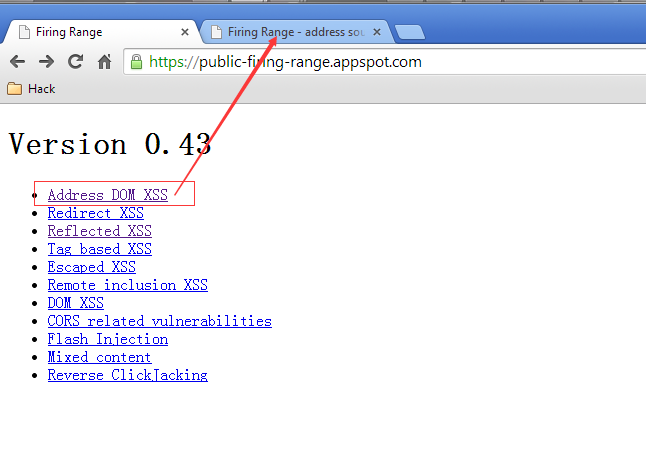 Firing Range
Firing Range - address sou
https://public-firing-range.appspot.com
Hack
Version 0.43
Address DOM XSS
Redirect XSS
Reflected XSS
Tag based XSS
Escaped XSS
Remote inclusion XSS
DOM XSS
CORS related vulnerabilities
Flash Injection
Mixed content
Reverse ClickJacking